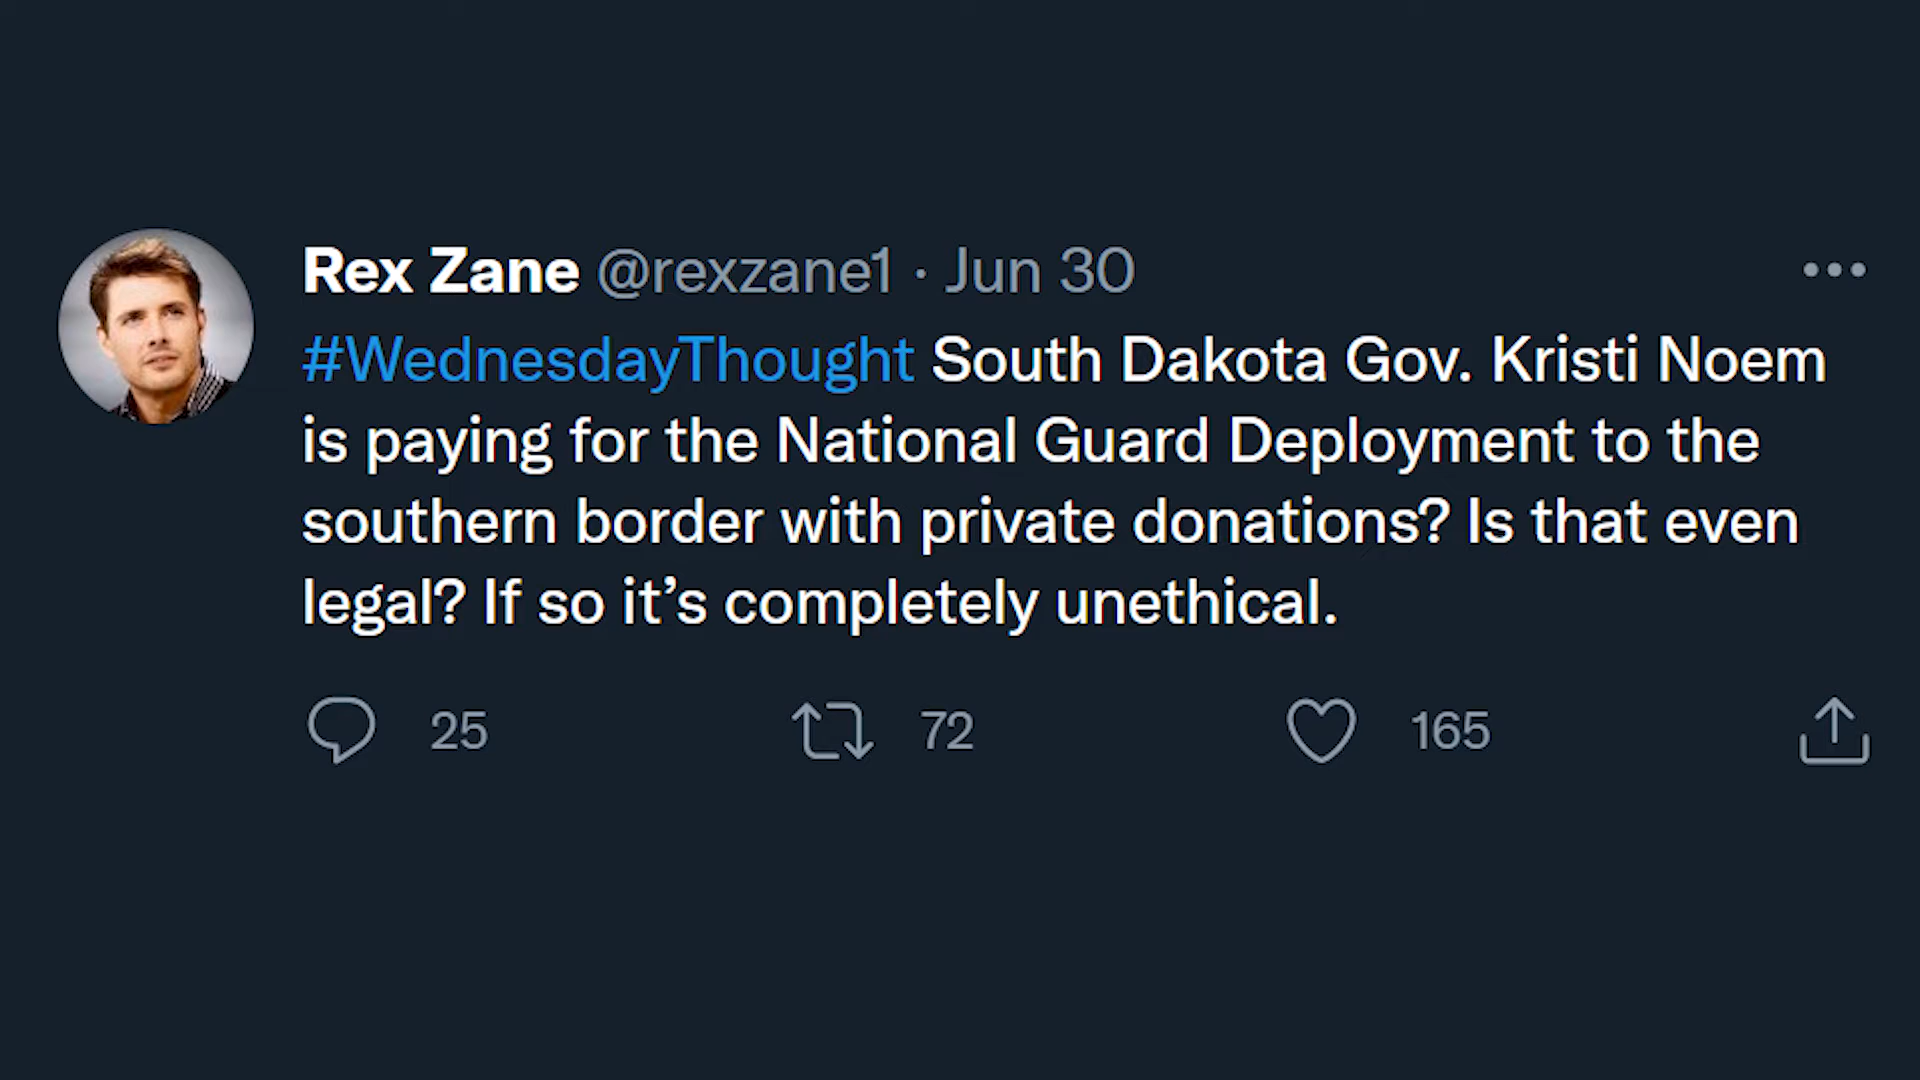 Rex Zane @rexzane1 · Jun 30
#WednesdayThought South Dakota Gov. Kristi Noem
is paying for the National Guard Deployment to the
southern border with private donations? Is that even
legal? If so it’s completely unethical.
25 72 165